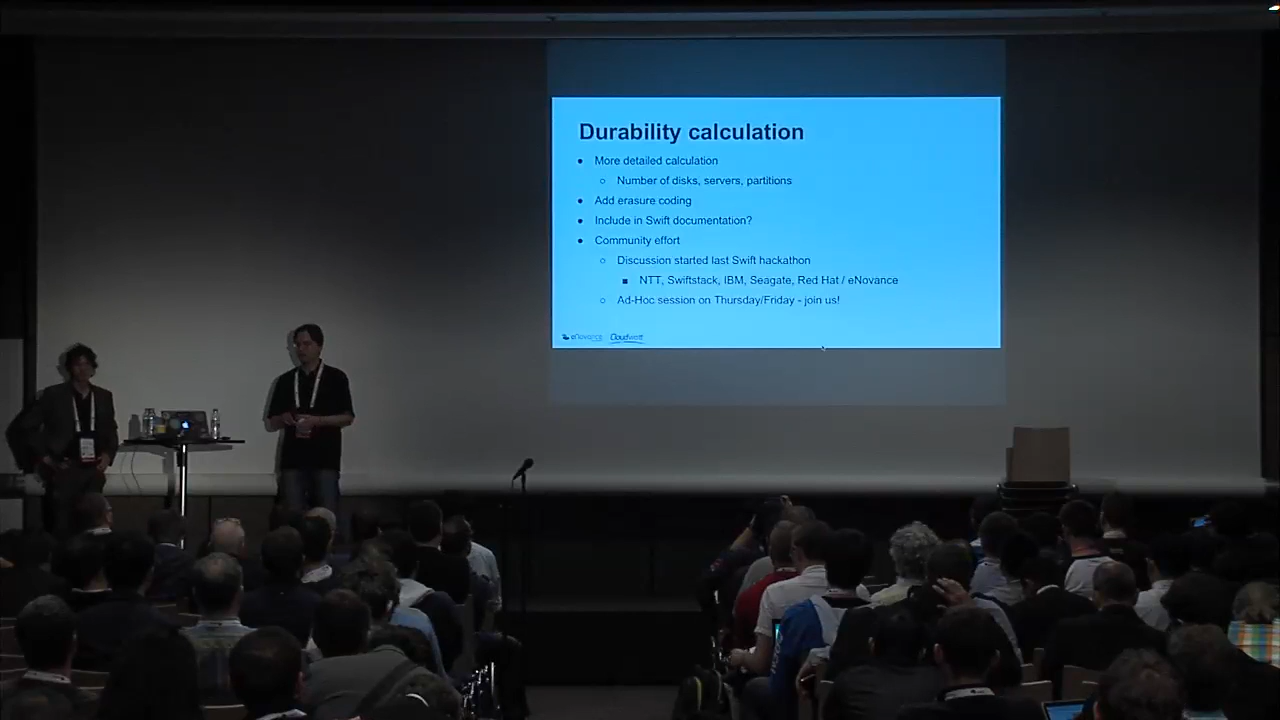 Durability calculation
● More detailed calculation
○ Number of disks, servers, partitions
● Add erasure coding
● Include in Swift documentation?
● Community effort
○ Discussion started last Swift hackathon
■ NTT, Swiftstack, IBM, Seagate, Red Hat / eNovance
○ Ad-Hoc session on Thursday/Friday - join us!
eNovance Cloudwatt